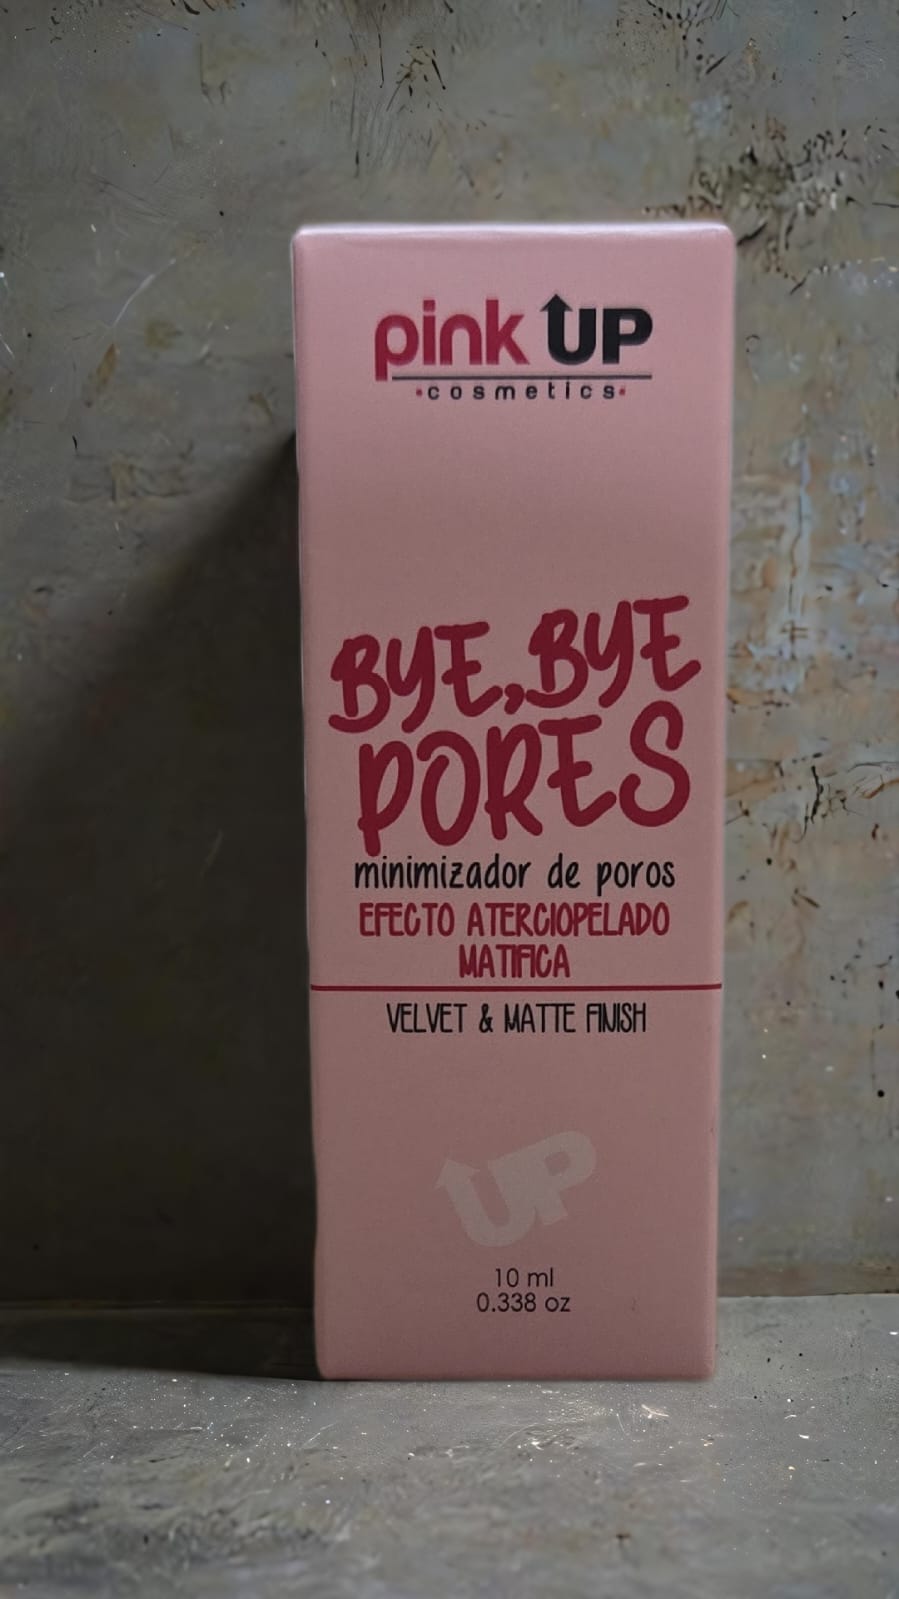 pink UP
cosmetics
BYE, BYE
PORES
minimizador de poros
EFECTO ATERCIOPELADO
MATIFICA
VELVET & MATTE FINISH
UP
10 ml
0.338 oz